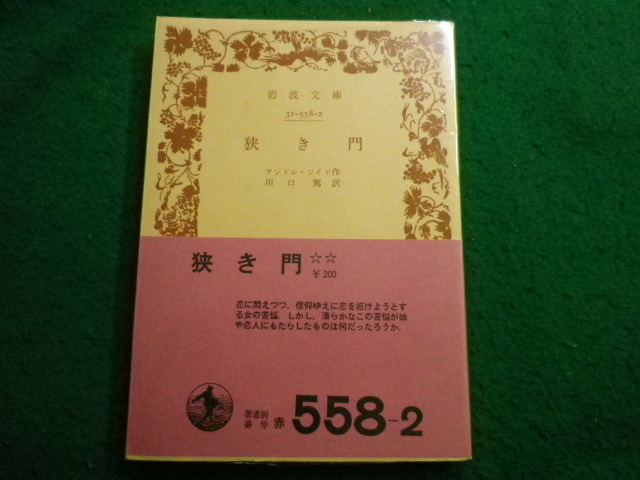 岩波文庫
32-558-2
狭き門
アンドレ・ジイド作
川口篤訳
狭き門 ☆☆
￥200
恋に悶えつつ、信仰ゆえに恋を拒けようとす
る女の苦悩。しかし、清らかなこの苦悩が妹
や恋人にもたらしたものは何だったろうか。
著者別
番号 赤 558-2